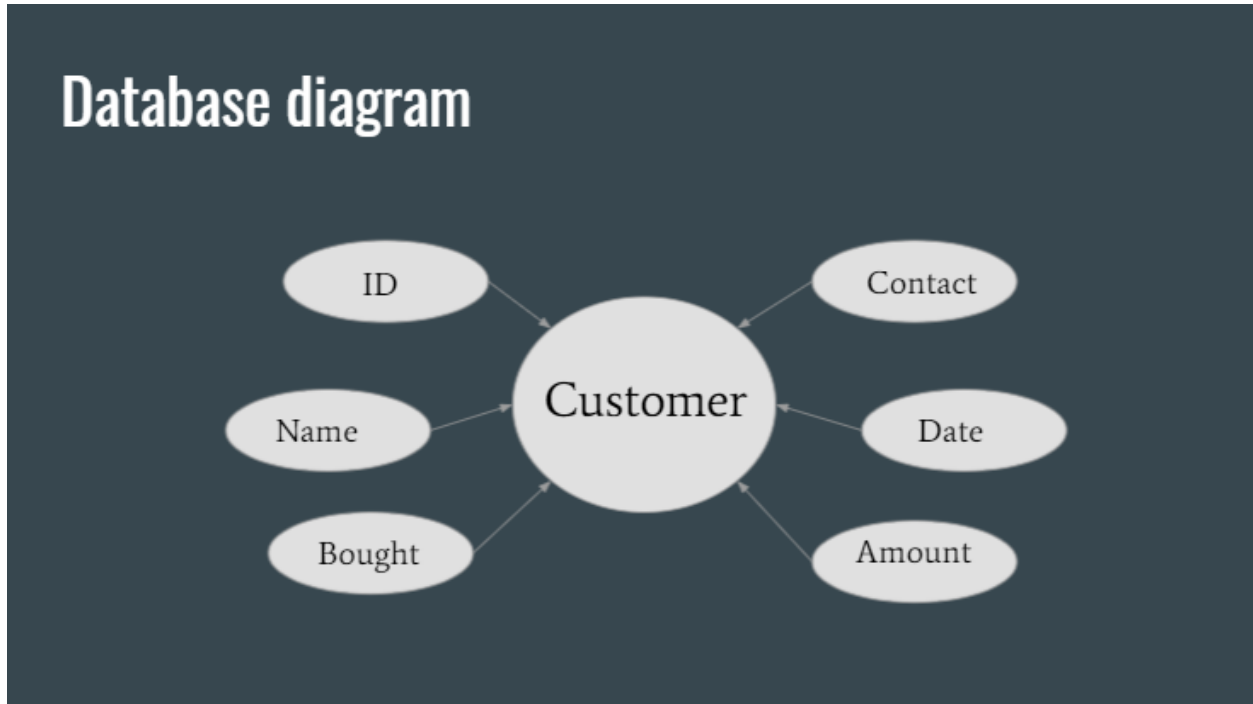 Database diagram
ID
Contact
Customer
Name
Date
Bought
Amount